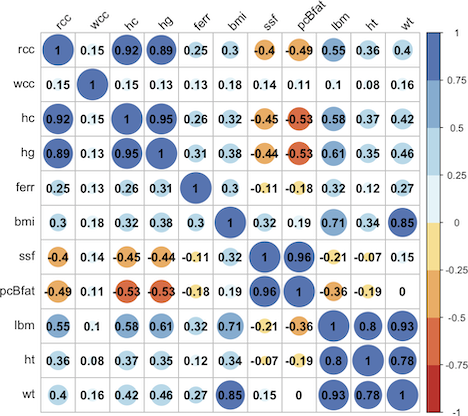 rcc wcc hc hg ferr bmi ssf pcBfat lbm ht wt
rcc 1 0.15 0.92 0.89 0.25 0.3 -0.4 -0.49 0.55 0.36 0.4
wcc 0.15 1 0.15 0.13 0.13 0.18 0.14 0.11 0.1 0.08 0.16
hc 0.92 0.15 1 0.95 0.26 0.32 -0.45 -0.53 0.58 0.37 0.42
hg 0.89 0.13 0.95 1 0.31 0.38 -0.44 -0.53 0.61 0.35 0.46
ferr 0.25 0.13 0.26 0.31 1 0.3 -0.11 -0.18 0.32 0.12 0.27
bmi 0.3 0.18 0.32 0.38 0.3 1 0.32 0.19 0.71 0.34 0.85
ssf -0.4 0.14 -0.45 -0.44 -0.11 0.32 1 0.96 -0.21 -0.07 0.15
pcBfat -0.49 0.11 -0.53 -0.53 -0.18 0.19 0.96 1 -0.36 -0.19 0
lbm 0.55 0.1 0.58 0.61 0.32 0.71 -0.21 -0.36 1 0.8 0.93
ht 0.36 0.08 0.37 0.35 0.12 0.34 -0.07 -0.19 0.8 1 0.78
wt 0.4 0.16 0.42 0.46 0.27 0.85 0.15 0 0.93 0.78 1
1
0.75
0.5
0.25
0
-0.25
-0.5
-0.75
-1